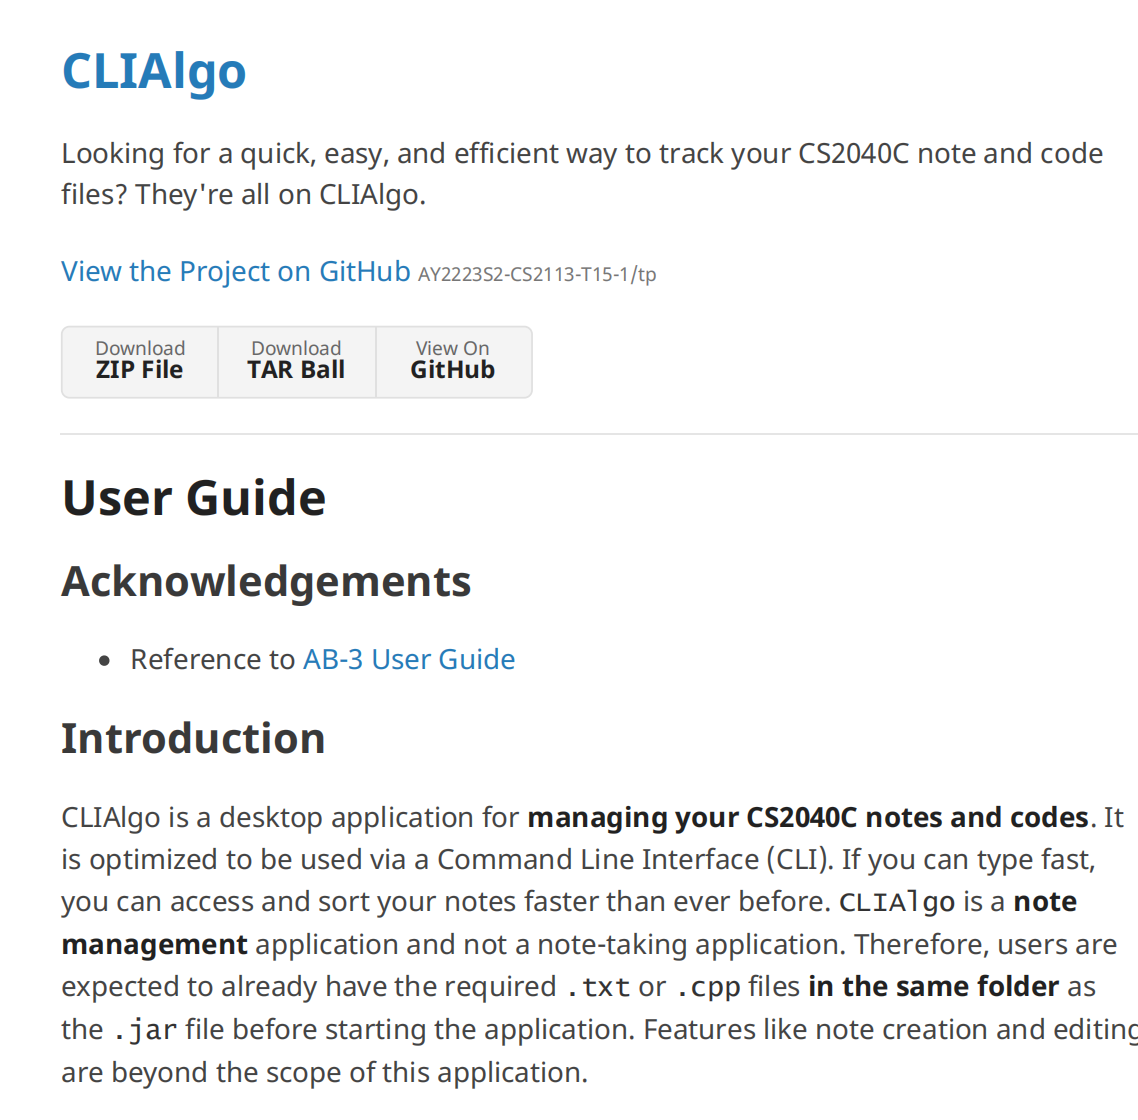 CLIAlgo
Looking for a quick, easy, and efficient way to track your CS2040C note and code
files? They're all on CLIAlgo.
View the Project on GitHub AY2223S2-CS2113-T15-1/tp
Download Download View On
ZIP File TAR Ball GitHub
User Guide
Acknowledgements
• Reference to AB-3 User Guide
Introduction
CLIAlgo is a desktop application for managing your CS2040C notes and codes. It
is optimized to be used via a Command Line Interface (CLI). If you can type fast,
you can access and sort your notes faster than ever before. CLIAlgo is a note
management application and not a note-taking application. Therefore, users are
expected to already have the required .txt or .cpp files in the same folder as
the .jar file before starting the application. Features like note creation and editing
are beyond the scope of this application.